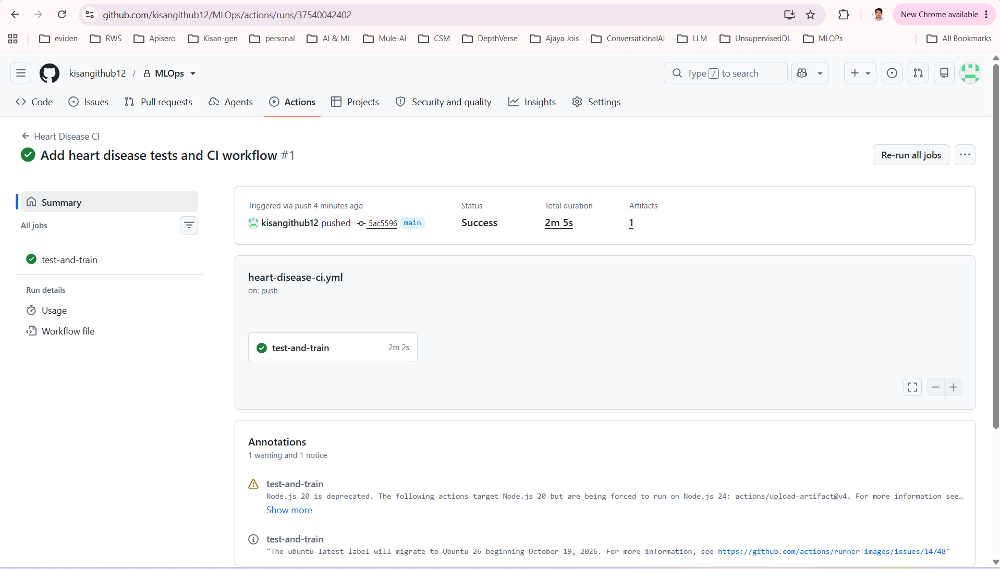 github.com/kisangithub12/MLOps/actions/runs/37540042402
New Chrome available
eviden
RWS
Apisero
Kisan-gen
personal
AI & ML
Mule-AI
CSM
DepthVerse
Ajaya Jois
ConversationalAI
LLM
UnsupervisedDL
MLOPs
All Bookmarks
kisangithub12 / MLOps
Type / to search
Code
Issues
Pull requests
Agents
Actions
Projects
Security and quality
Insights
Settings
Heart Disease CI
Add heart disease tests and CI workflow #1
Re-run all jobs
Summary
All jobs
test-and-train
Run details
Usage
Workflow file
Triggered via push 4 minutes ago
kisangithub12 pushed 5ac5596 main
Status
Success
Total duration
2m 5s
Artifacts
1
heart-disease-ci.yml
on: push
test-and-train 2m 2s
Annotations
1 warning and 1 notice
test-and-train
Node.js 20 is deprecated. The following actions target Node.js 20 but are being forced to run on Node.js 24: actions/upload-artifact@v4. For more information see…
Show more
test-and-train
"The ubuntu-latest label will migrate to Ubuntu 26 beginning October 19, 2026. For more information, see https://github.com/actions/runner-images/issues/14748"